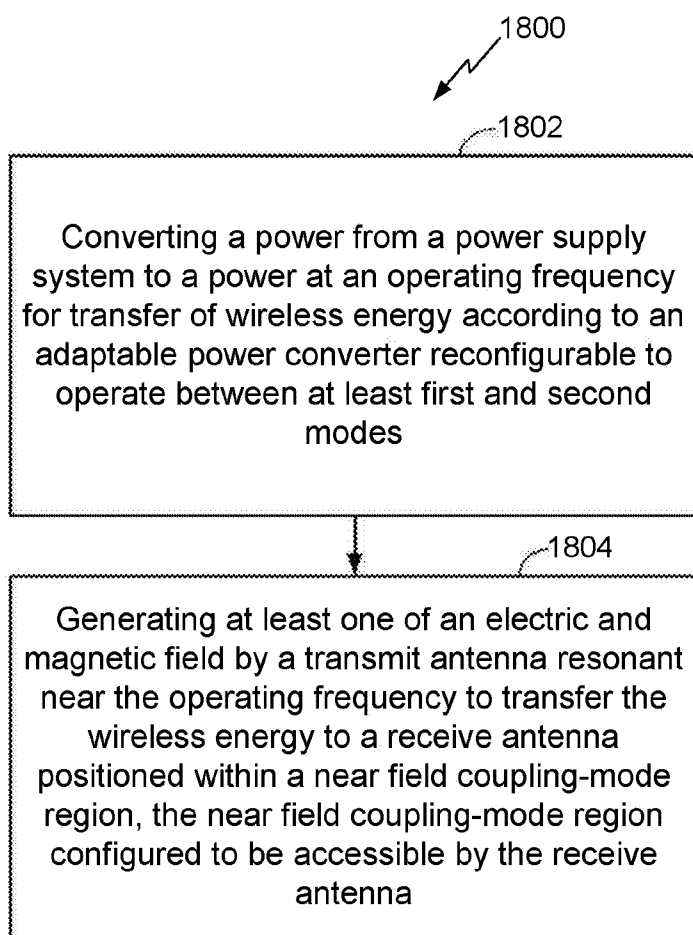 1800
1802
Converting a power from a power supply
system to a power at an operating frequency
for transfer of wireless energy according to an
adaptable power converter reconfigurable to
operate between at least first and second
modes
1804
Generating at least one of an electric and
magnetic field by a transmit antenna resonant
near the operating frequency to transfer the
wireless energy to a receive antenna
positioned within a near field coupling-mode
region, the near field coupling-mode region
configured to be accessible by the receive
antenna